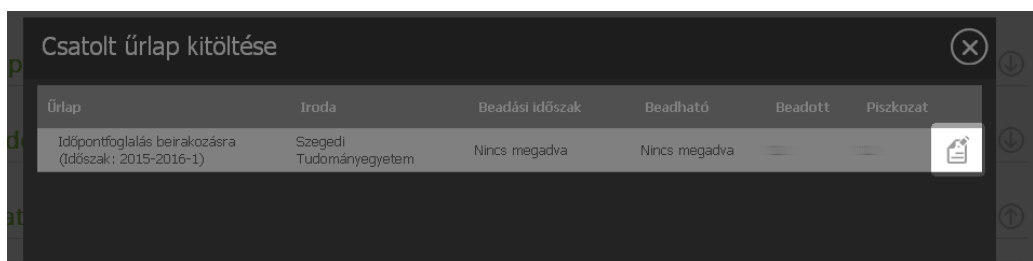 Csatolt űrlap kitöltése
Űrlap Iroda Beadási időszak Beadható Beadott Piszkozat
Időpontfoglalás beirakozásra Szegedi
(Időszak: 2015-2016-1) Tudományegyetem Nincs megadva Nincs megadva